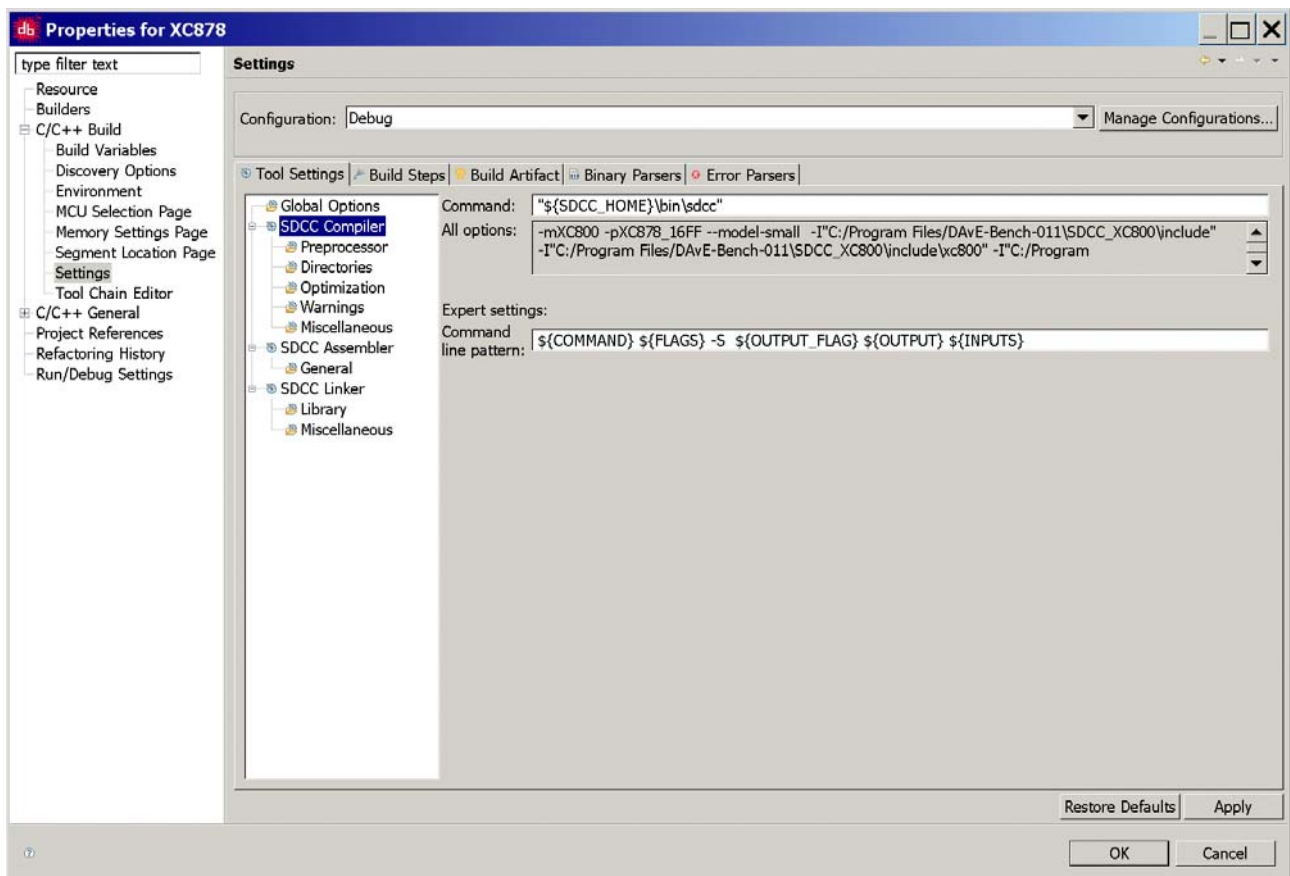 db Properties for XC878
type filter text
Resource
Builders
C/C++ Build
Build Variables
Discovery Options
Environment
MCU Selection Page
Memory Settings Page
Segment Location Page
Settings
Tool Chain Editor
C/C++ General
Project References
Refactoring History
Run/Debug Settings
Settings
Configuration: Debug Manage Configurations...
Tool Settings Build Steps Build Artifact Binary Parsers Error Parsers
Global Options
SDCC Compiler
Preprocessor
Directories
Optimization
Warnings
Miscellaneous
SDCC Assembler
General
SDCC Linker
Library
Miscellaneous
Command: "${SDCC_HOME}\bin\sdcc"
All options: -mXC800 -pXC878_16FF --model-small -I"C:/Program Files/DAvE-Bench-011\SDCC_XC800\include"
-I"C:/Program Files/DAvE-Bench-011\SDCC_XC800\include\xc800" -I"C:/Program
Expert settings:
Command
line pattern: ${COMMAND} ${FLAGS} -S ${OUTPUT_FLAG} ${OUTPUT} ${INPUTS}
Restore Defaults Apply
OK Cancel